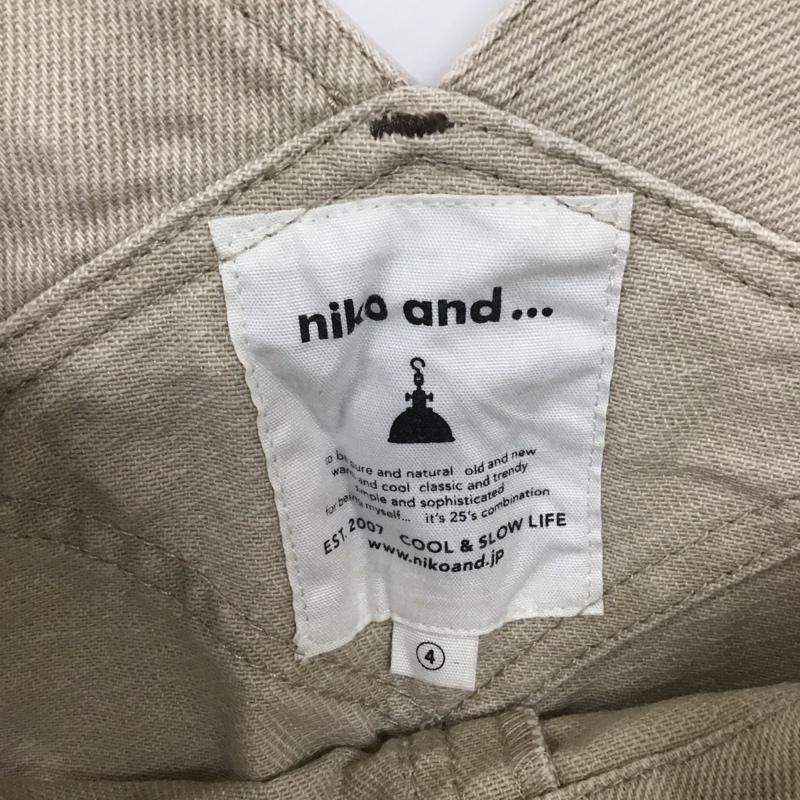 niko and...
to be pure and natural old and new
warm and cool classic and trendy
simple and sophisticated
for being myself... it's 25's combination
EST. 2007 COOL & SLOW LIFE
www.nikoand.jp
4